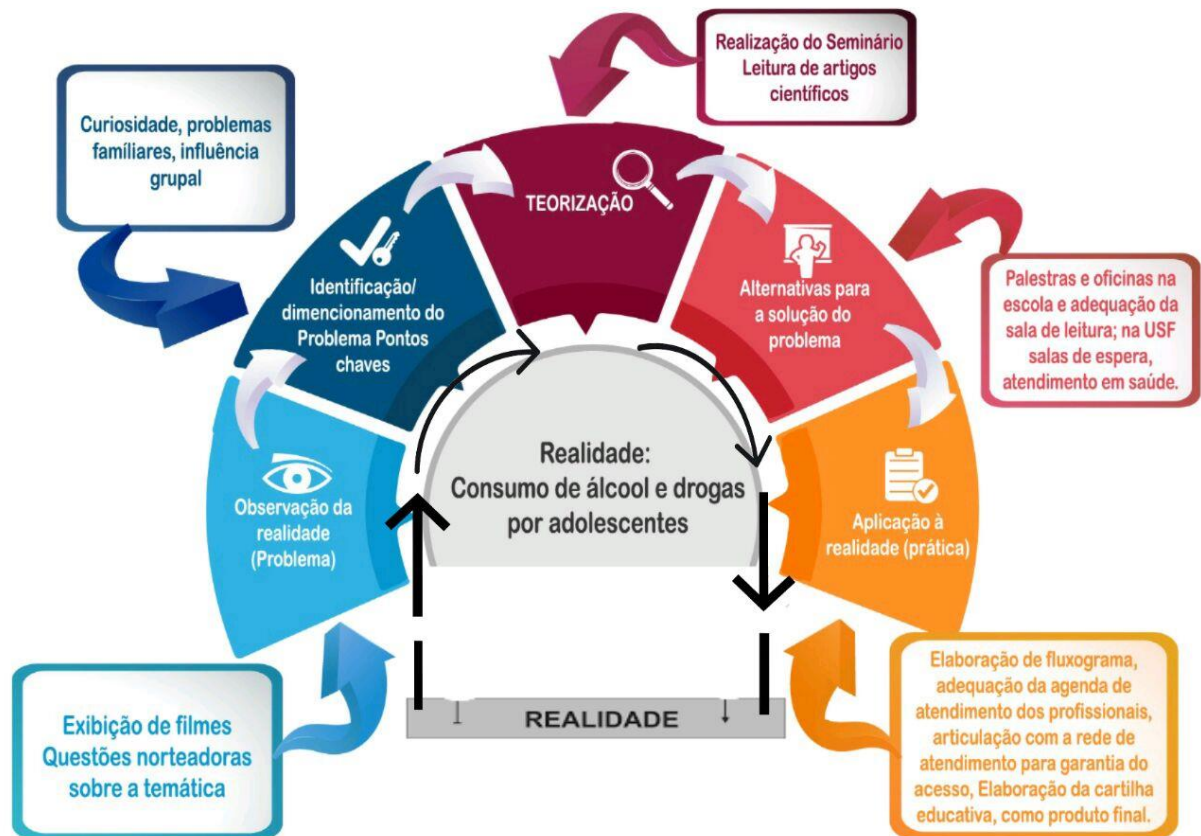 Realização do Seminário
Leitura de artigos
científicos
Curiosidade, problemas
famíliares, influência
grupal
TEORIZAÇÃO
Identificação/
dimencionamento do
Problema Pontos
chaves
Alternativas para
a solução do
problema
Palestras e oficinas na
escola e adequação da
sala de leitura; na USF
salas de espera,
atendimento em saúde.
Observação da
realidade
(Problema)
Realidade:
Consumo de álcool e drogas
por adolescentes
Aplicação à
realidade (prática)
Exibição de filmes
Questões norteadoras
sobre a temática
REALIDADE
Elaboração de fluxograma,
adequação da agenda de
atendimento dos profissionais,
articulação com a rede de
atendimento para garantia do
acesso, Elaboração da cartilha
educativa, como produto final.